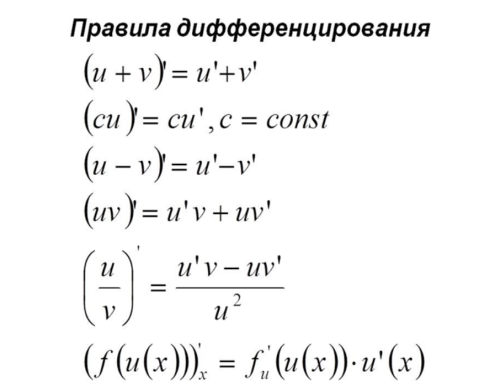 Правила дифференцирования
(u + v)' = u'+v'
(cu)' = cu' , c = const
(u − v)' = u'−v'
(uv)' = u' v + uv'
(u/v)' = (u' v − uv')/u²
(f(u(x)))'ₓ = f'ᵤ(u(x))·u'(x)